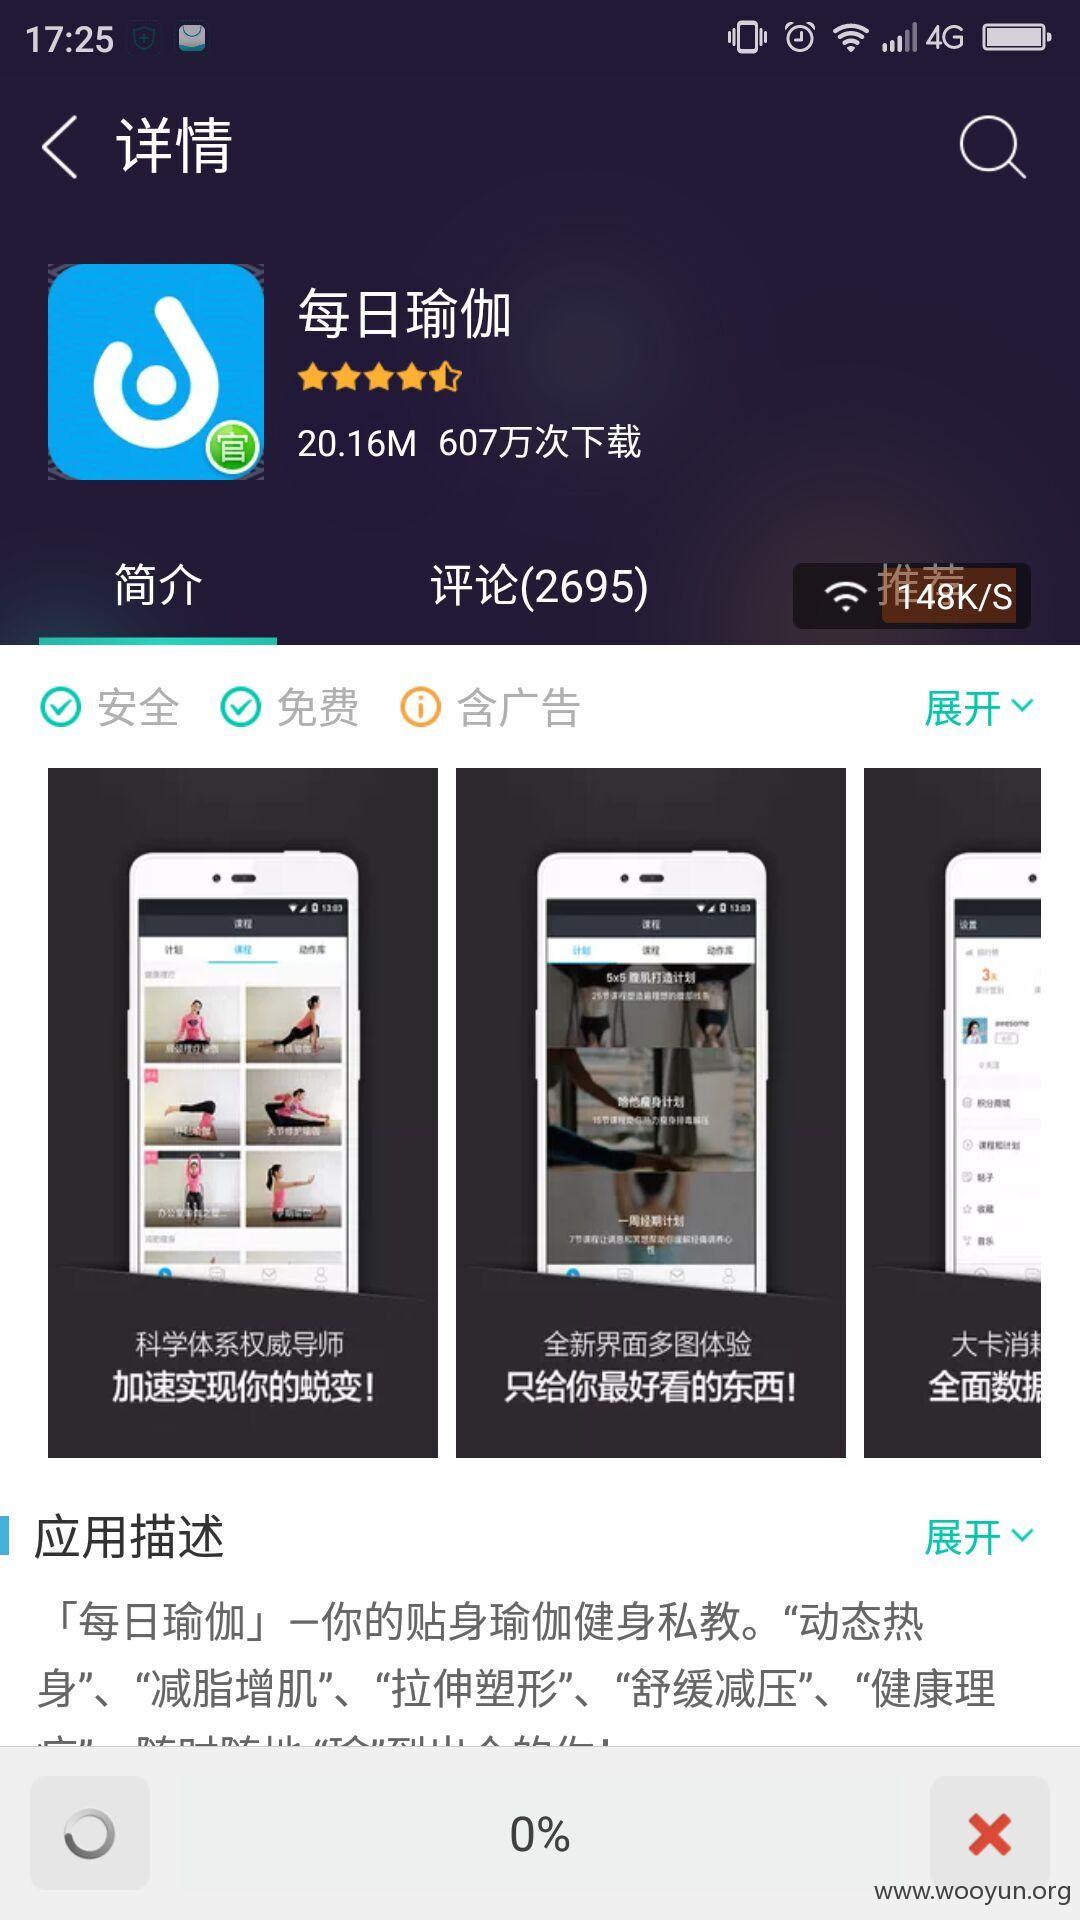 17:25
4G
详情
每日瑜伽
官
20.16M 607万次下载
简介
评论(2695)
推荐
148K/S
安全
免费
含广告
展开
13:03
课程
计划
课程
动作库
科学体系权威导师
加速实现你的蜕变！
13:03
课程
计划
课程
动作库
5x5 腹肌打造计划
一周经期计划
全新界面多图体验
只给你最好看的东西！
设置
3天
awesome
积分商城
课程和计划
帖子
收藏
音乐
大卡消耗
全面数据
应用描述
展开
「每日瑜伽」—你的贴身瑜伽健身私教。“动态热
身”、“减脂增肌”、“拉伸塑形”、“舒缓减压”、“健康理
0%
www.wooyun.org